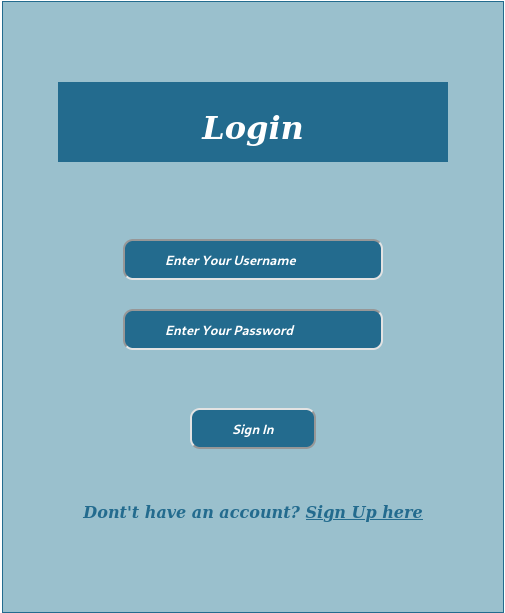 Login
Enter Your Username
Enter Your Password
Sign In
Dont't have an account? Sign Up here